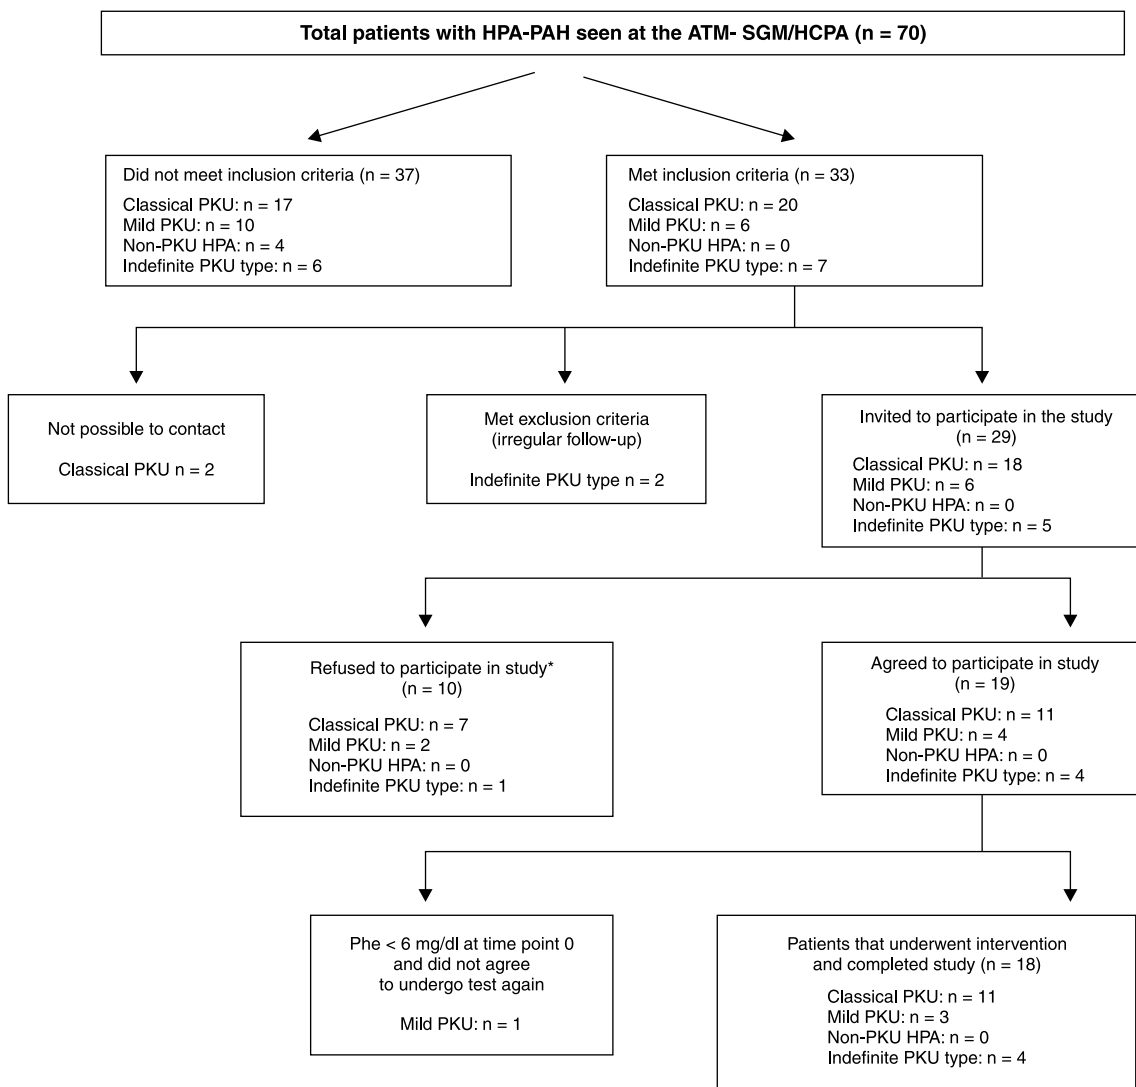 Total patients with HPA-PAH seen at the ATM- SGM/HCPA (n = 70)
Did not meet inclusion criteria (n = 37)
Classical PKU: n = 17
Mild PKU: n = 10
Non-PKU HPA: n = 4
Indefinite PKU type: n = 6
Met inclusion criteria (n = 33)
Classical PKU: n = 20
Mild PKU: n = 6
Non-PKU HPA: n = 0
Indefinite PKU type: n = 7
Not possible to contact
Classical PKU n = 2
Met exclusion criteria
(irregular follow-up)
Indefinite PKU type n = 2
Invited to participate in the study
(n = 29)
Classical PKU: n = 18
Mild PKU: n = 6
Non-PKU HPA: n = 0
Indefinite PKU type: n = 5
Refused to participate in study*
(n = 10)
Classical PKU: n = 7
Mild PKU: n = 2
Non-PKU HPA: n = 0
Indefinite PKU type: n = 1
Agreed to participate in study
(n = 19)
Classical PKU: n = 11
Mild PKU: n = 4
Non-PKU HPA: n = 0
Indefinite PKU type: n = 4
Phe < 6 mg/dl at time point 0
and did not agree
to undergo test again
Mild PKU: n = 1
Patients that underwent intervention
and completed study (n = 18)
Classical PKU: n = 11
Mild PKU: n = 3
Non-PKU HPA: n = 0
Indefinite PKU type: n = 4